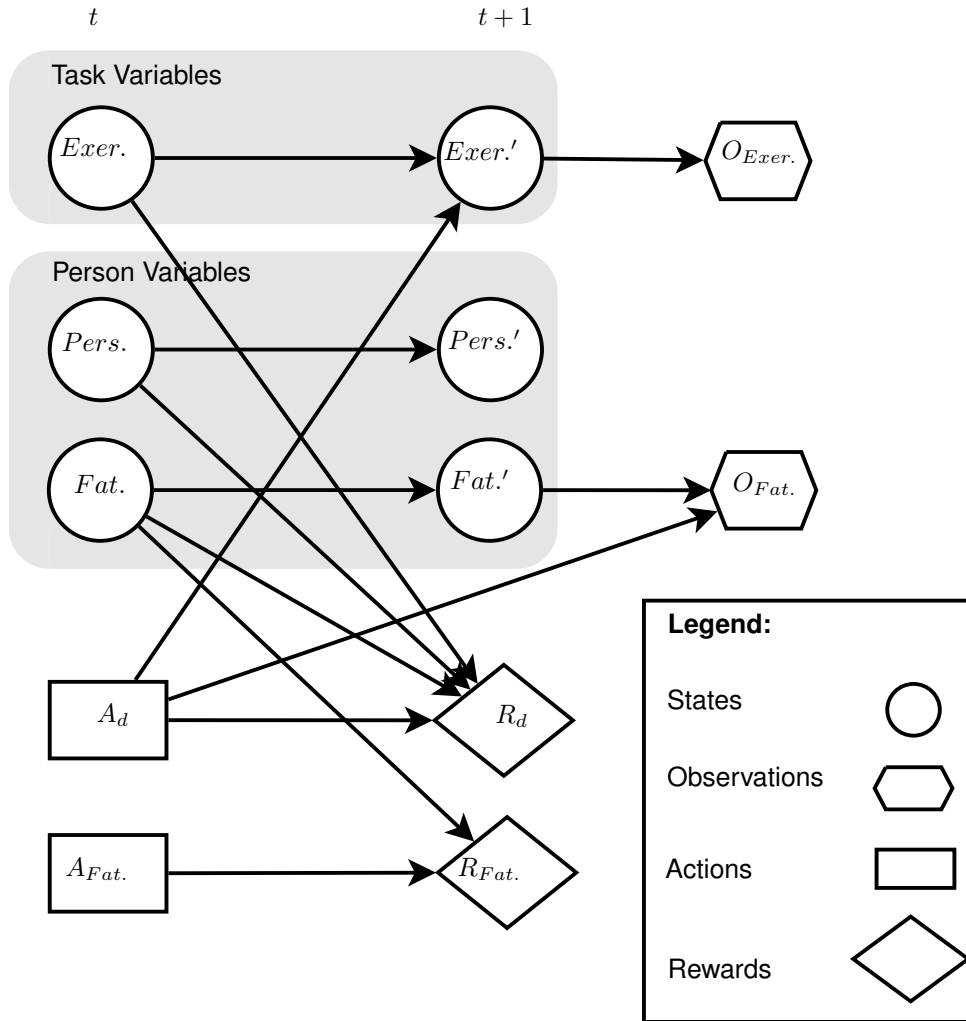 t t + 1
Task Variables
Exer. Exer.′ O_Exer.
Person Variables
Pers. Pers.′
Fat. Fat.′ O_Fat.
Legend:
A_d R_d
States
Observations
A_Fat. R_Fat.
Actions
Rewards